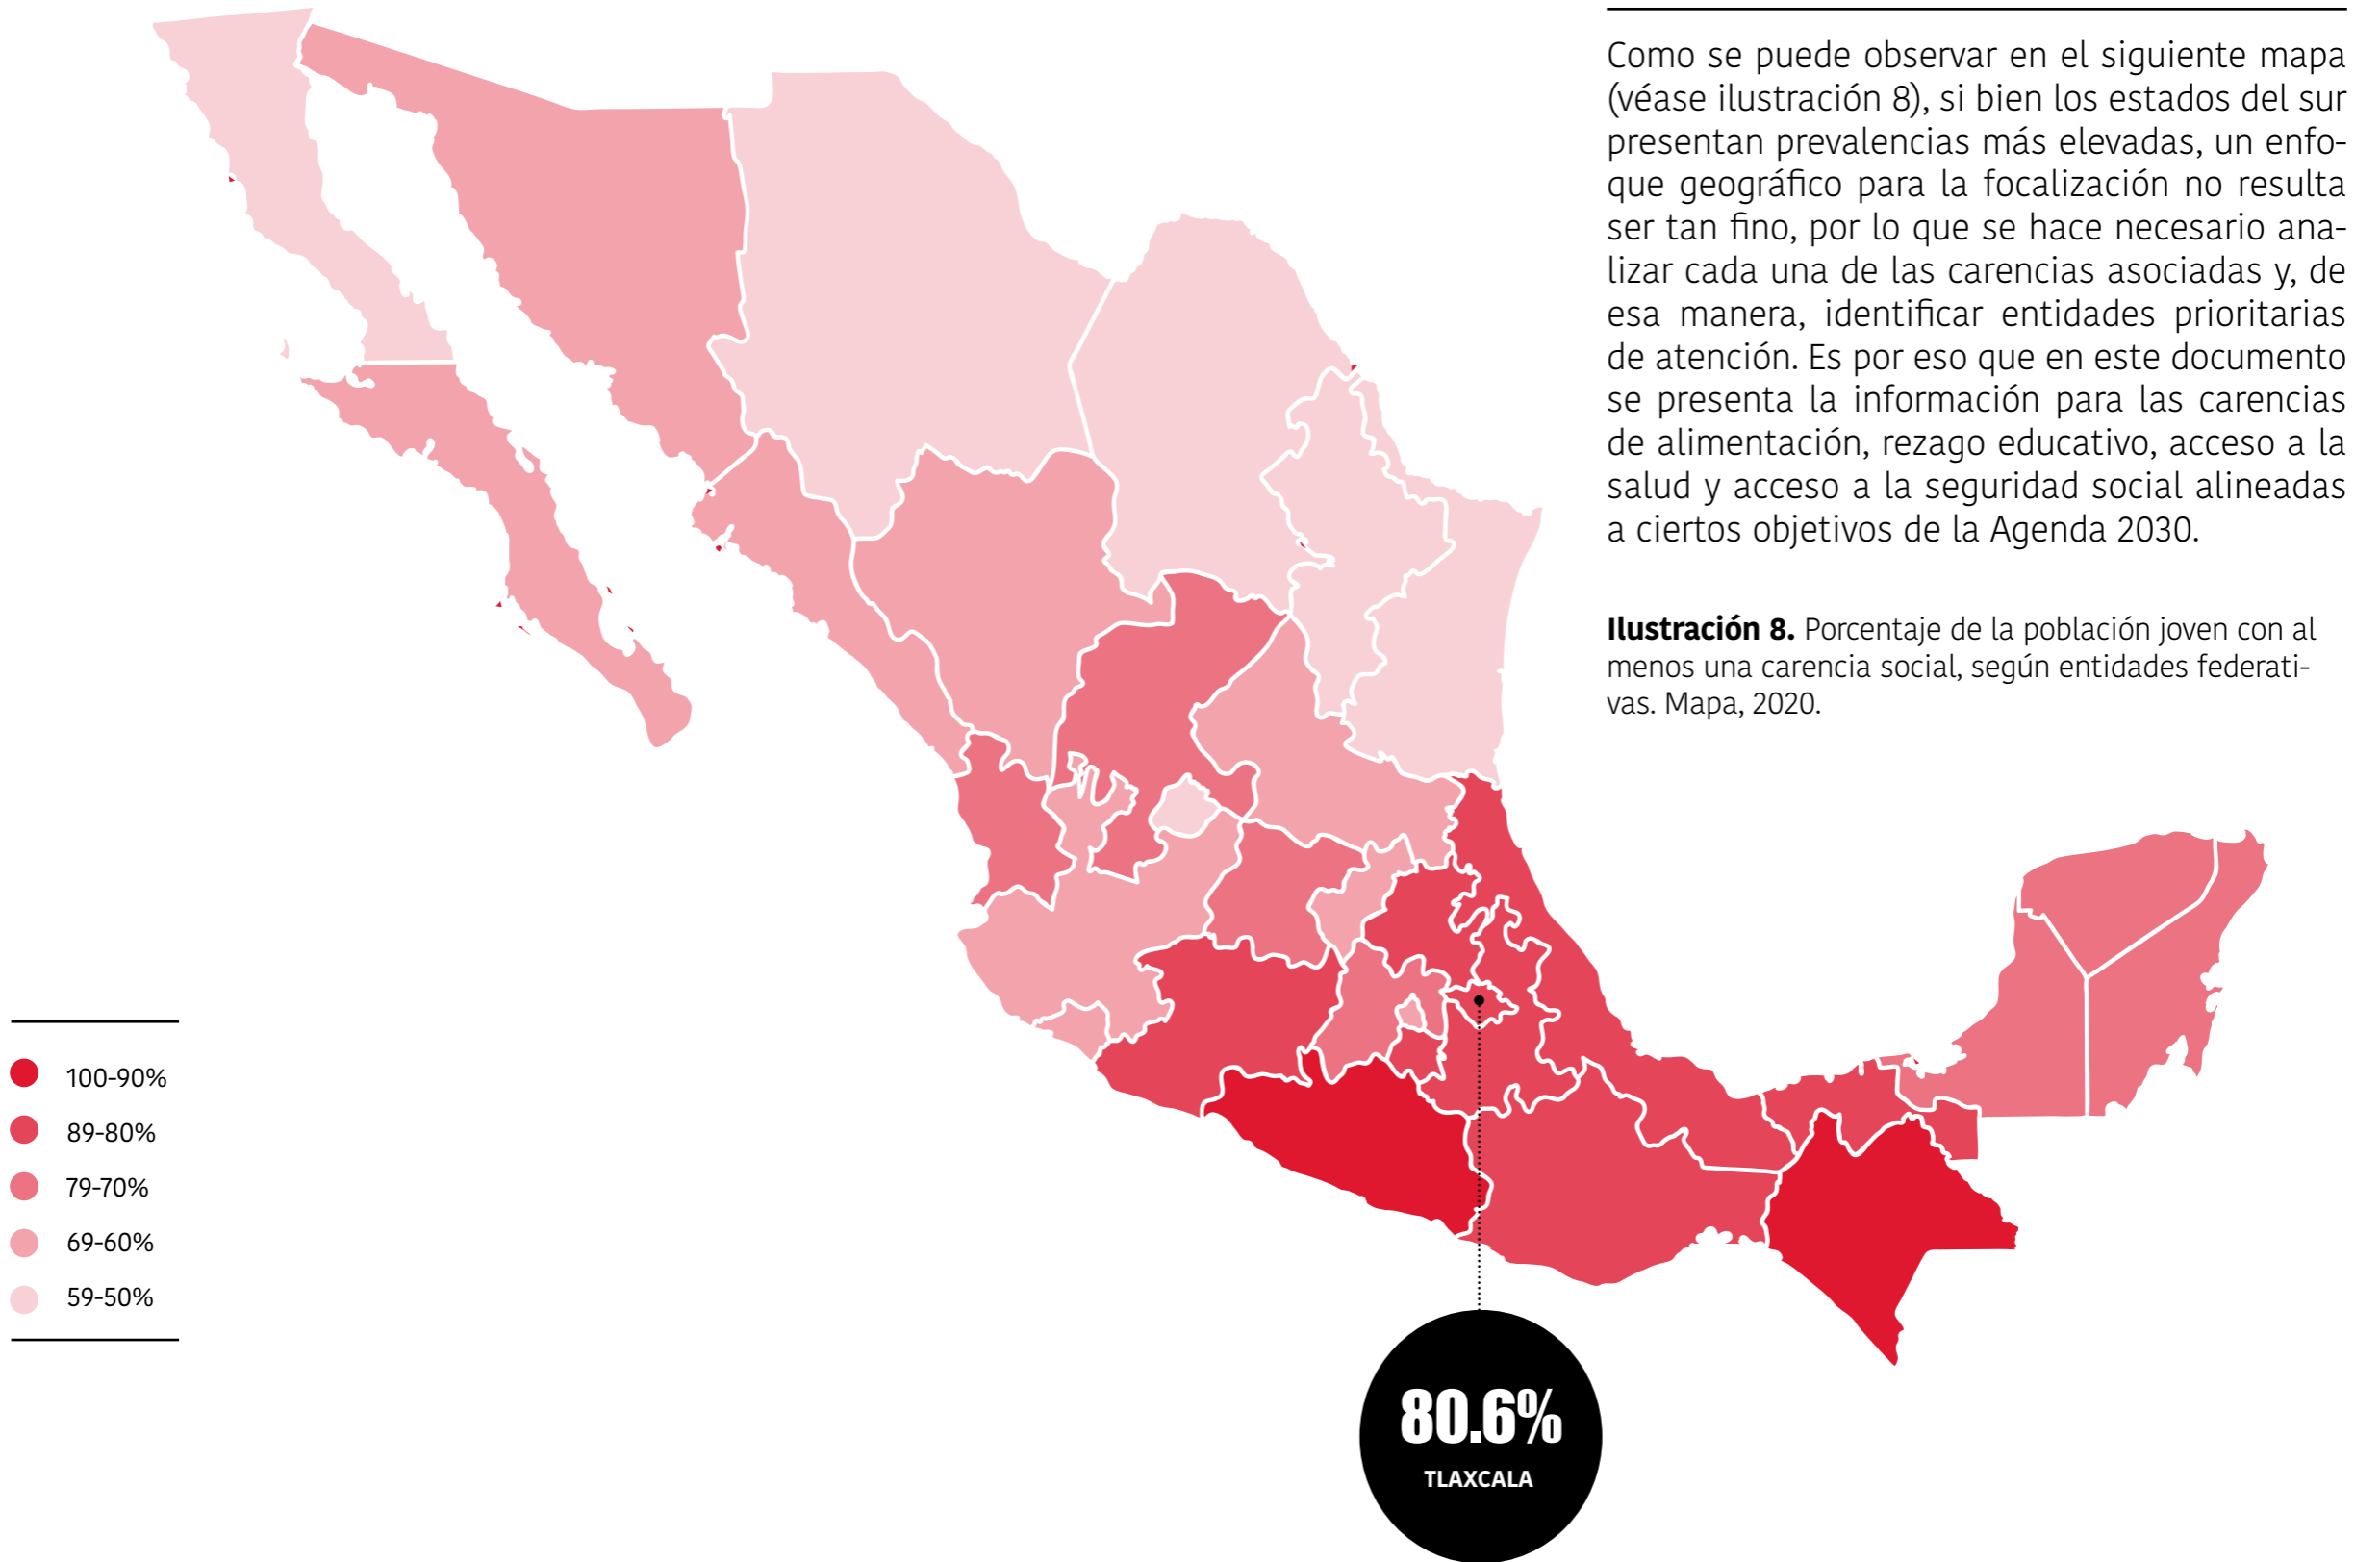 Como se puede observar en el siguiente mapa
(véase ilustración 8), si bien los estados del sur
presentan prevalencias más elevadas, un enfo-
que geográfico para la focalización no resulta
ser tan fino, por lo que se hace necesario ana-
lizar cada una de las carencias asociadas y, de
esa manera, identificar entidades prioritarias
de atención. Es por eso que en este documento
se presenta la información para las carencias
de alimentación, rezago educativo, acceso a la
salud y acceso a la seguridad social alineadas
a ciertos objetivos de la Agenda 2030.
Ilustración 8. Porcentaje de la población joven con al
menos una carencia social, según entidades federati-
vas. Mapa, 2020.
100-90%
89-80%
79-70%
69-60%
59-50%
80.6%
TLAXCALA